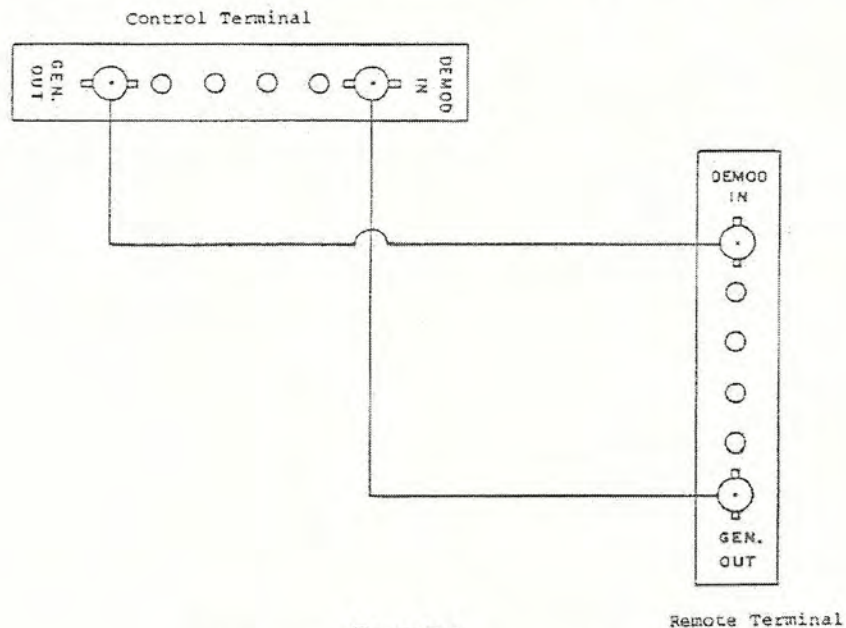 Control Terminal
GEN.
OUT
DEMOD
IN
DEMOD
IN
GEN.
OUT
Remote Terminal